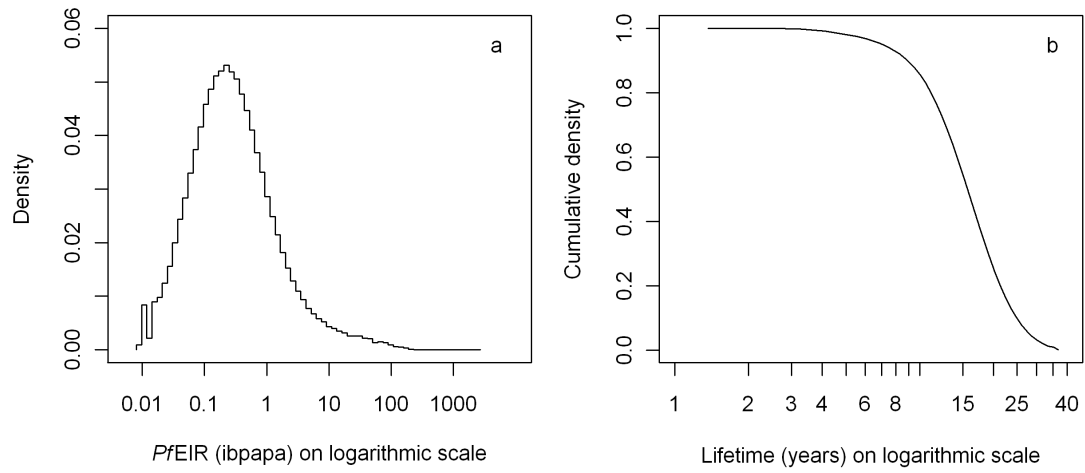 a
0.06
0.04
0.02
0.00
Density
0.01 0.1 1 10 100 1000
PfEIR (ibpapa) on logarithmic scale
b
1.0
0.8
0.6
0.4
0.2
0.0
Cumulative density
1 2 3 4 6 8 15 25 40
Lifetime (years) on logarithmic scale